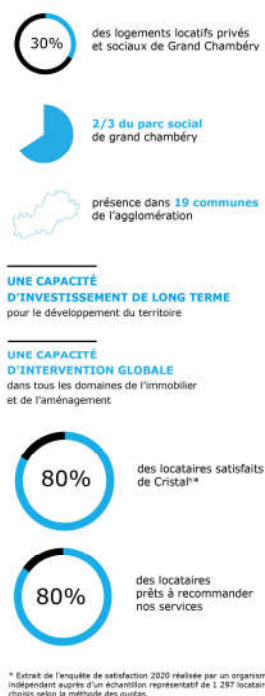 30%
des logements locatifs privés
et sociaux de Grand Chambéry
2/3 du parc social
de grand chambéry
présence dans 19 communes
de l'agglomération
UNE CAPACITÉ
D'INVESTISSEMENT DE LONG TERME
pour le développement du territoire
UNE CAPACITÉ
D'INTERVENTION GLOBALE
dans tous les domaines de l'immobilier
et de l'aménagement
80%
des locataires satisfaits
de Cristal'*
80%
des locataires
prêts à recommander
nos services
* Extrait de l'enquête de satisfaction 2020 réalisée par un organism
indépendant auprès d'un échantillon représentatif de 1 297 locatair
choisis selon la méthode des quotas.